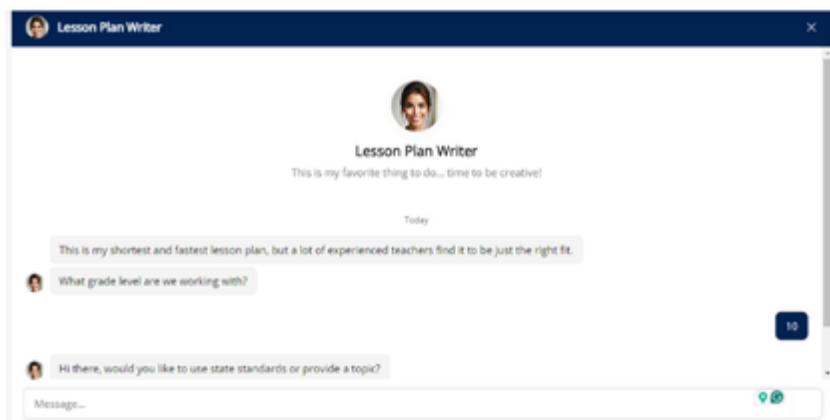 Lesson Plan Writer
Lesson Plan Writer
This is my favorite thing to do... time to be creative!
Today
This is my shortest and fastest lesson plan, but a lot of experienced teachers find it to be just the right fit.
What grade level are we working with?
10
Hi there, would you like to use state standards or provide a topic?
Message...